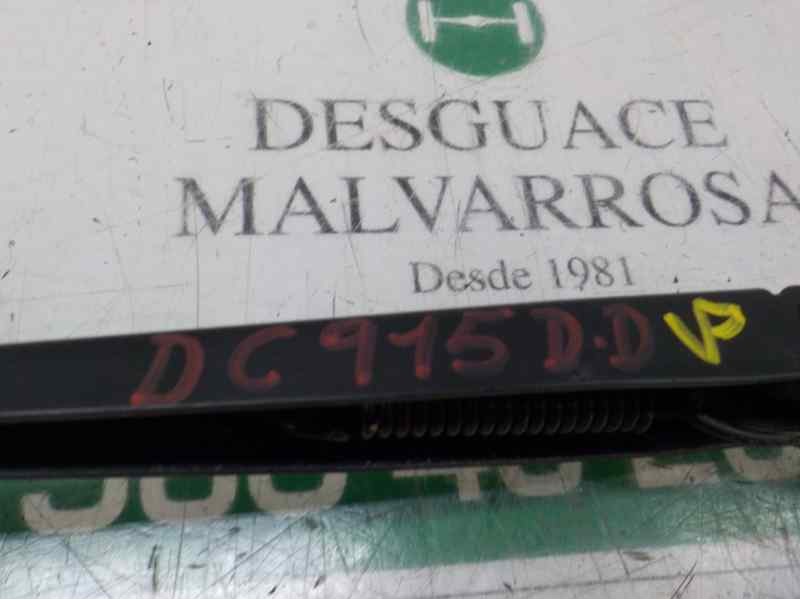 DESGUACE
MALVARROSA
Desde 1981
DC915D.D VP